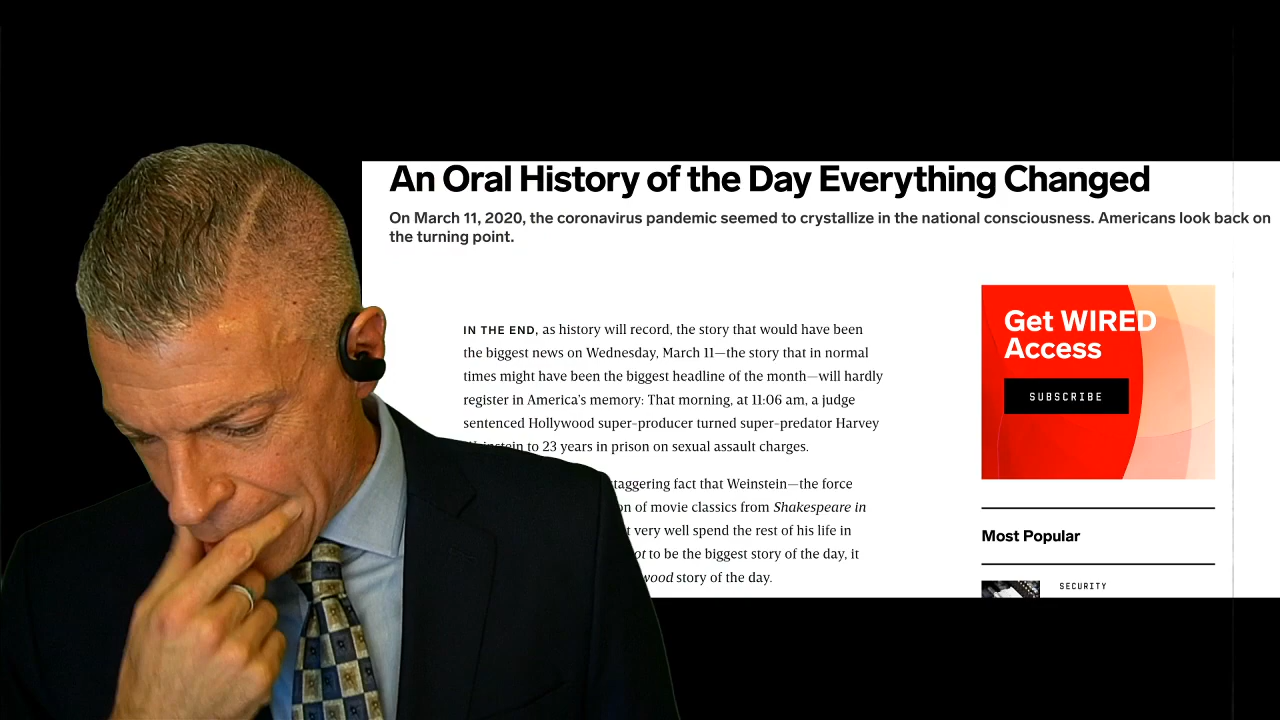 An Oral History of the Day Everything Changed
On March 11, 2020, the coronavirus pandemic seemed to crystallize in the national consciousness. Americans look back on
the turning point.
IN THE END, as history will record, the story that would have been
the biggest news on Wednesday, March 11—the story that in normal
times might have been the biggest headline of the month—will hardly
register in America's memory: That morning, at 11:06 am, a judge
sentenced Hollywood super-producer turned super-predator Harvey
to 23 years in prison on sexual assault charges.
fact that Weinstein—the force
of movie classics from Shakespeare in
very well spend the rest of his life in
to be the biggest story of the day, it
story of the day.
Get WIRED
Access
SUBSCRIBE
Most Popular
SECURITY